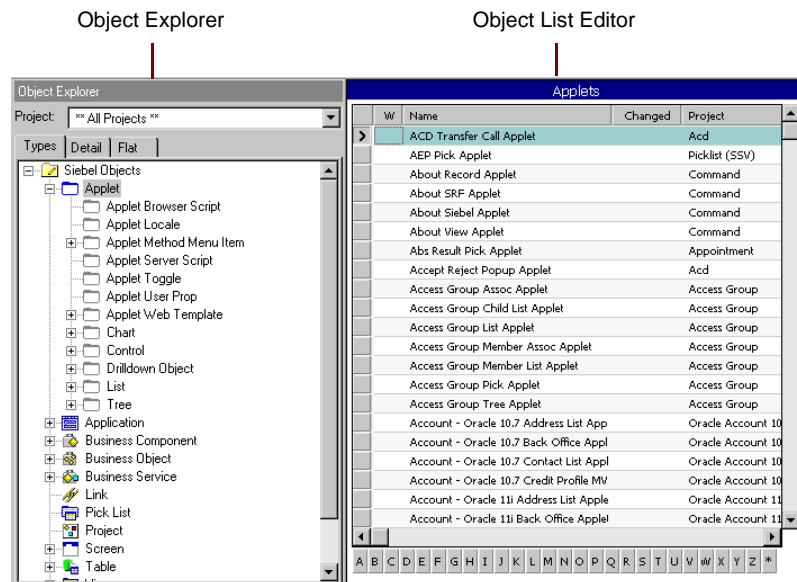 Object Explorer
Object List Editor
Object Explorer
Project: ** All Projects **
Types Detail Flat
Siebel Objects
Applet
Applet Browser Script
Applet Locale
Applet Method Menu Item
Applet Server Script
Applet Toggle
Applet User Prop
Applet Web Template
Chart
Control
Drilldown Object
List
Tree
Application
Business Component
Business Object
Business Service
Link
Pick List
Project
Screen
Table
Applets
W Name Changed Project
ACD Transfer Call Applet Acd
AEP Pick Applet Picklist (SSV)
About Record Applet Command
About SRF Applet Command
About Siebel Applet Command
About View Applet Command
Abs Result Pick Applet Appointment
Accept Reject Popup Applet Acd
Access Group Assoc Applet Access Group
Access Group Child List Applet Access Group
Access Group List Applet Access Group
Access Group Member Assoc Applet Access Group
Access Group Member List Applet Access Group
Access Group Pick Applet Access Group
Access Group Tree Applet Access Group
Account - Oracle 10.7 Address List App Oracle Account 10
Account - Oracle 10.7 Back Office Appl Oracle Account 10
Account - Oracle 10.7 Contact List Appl Oracle Account 10
Account - Oracle 10.7 Credit Profile MV Oracle Account 10
Account - Oracle 11i Address List Apple Oracle Account 11
Account - Oracle 11i Back Office Applet Oracle Account 11
A B C D E F G H I J K L M N O P Q R S T U V W X Y Z *